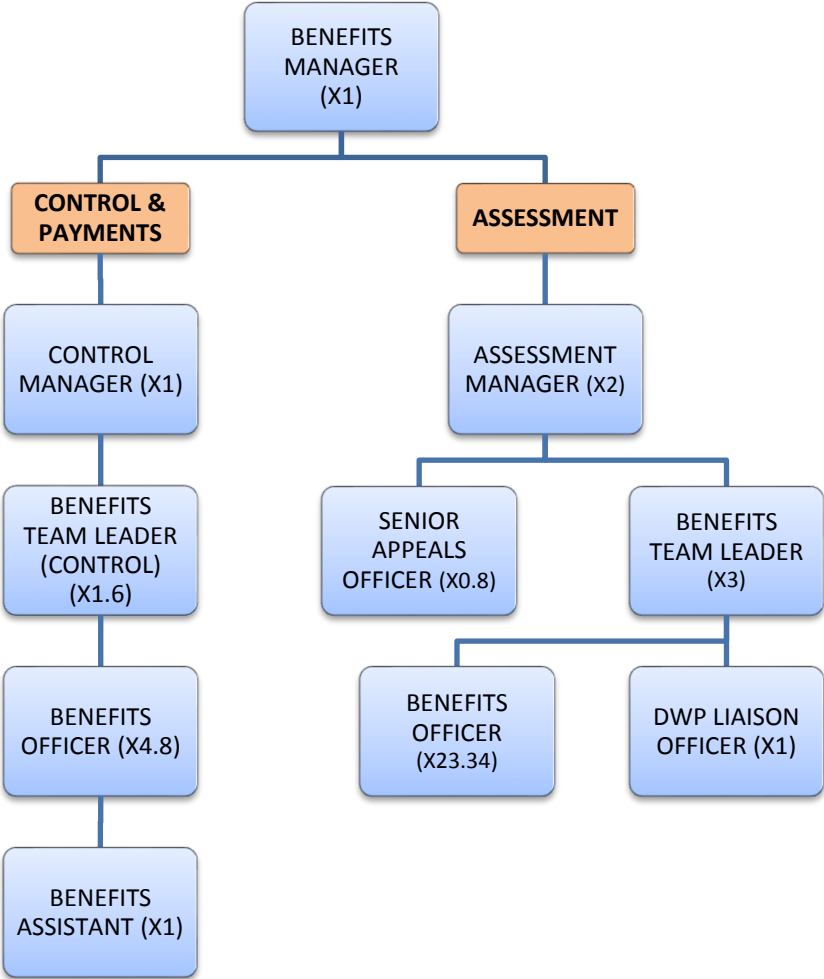 BENEFITS
MANAGER
(X1)
CONTROL &
PAYMENTS
ASSESSMENT
CONTROL
MANAGER (X1)
ASSESSMENT
MANAGER (X2)
BENEFITS
TEAM LEADER
(CONTROL)
(X1.6)
SENIOR
APPEALS
OFFICER (X0.8)
BENEFITS
TEAM LEADER
(X3)
BENEFITS
OFFICER (X4.8)
BENEFITS
OFFICER
(X23.34)
DWP LIAISON
OFFICER (X1)
BENEFITS
ASSISTANT (X1)